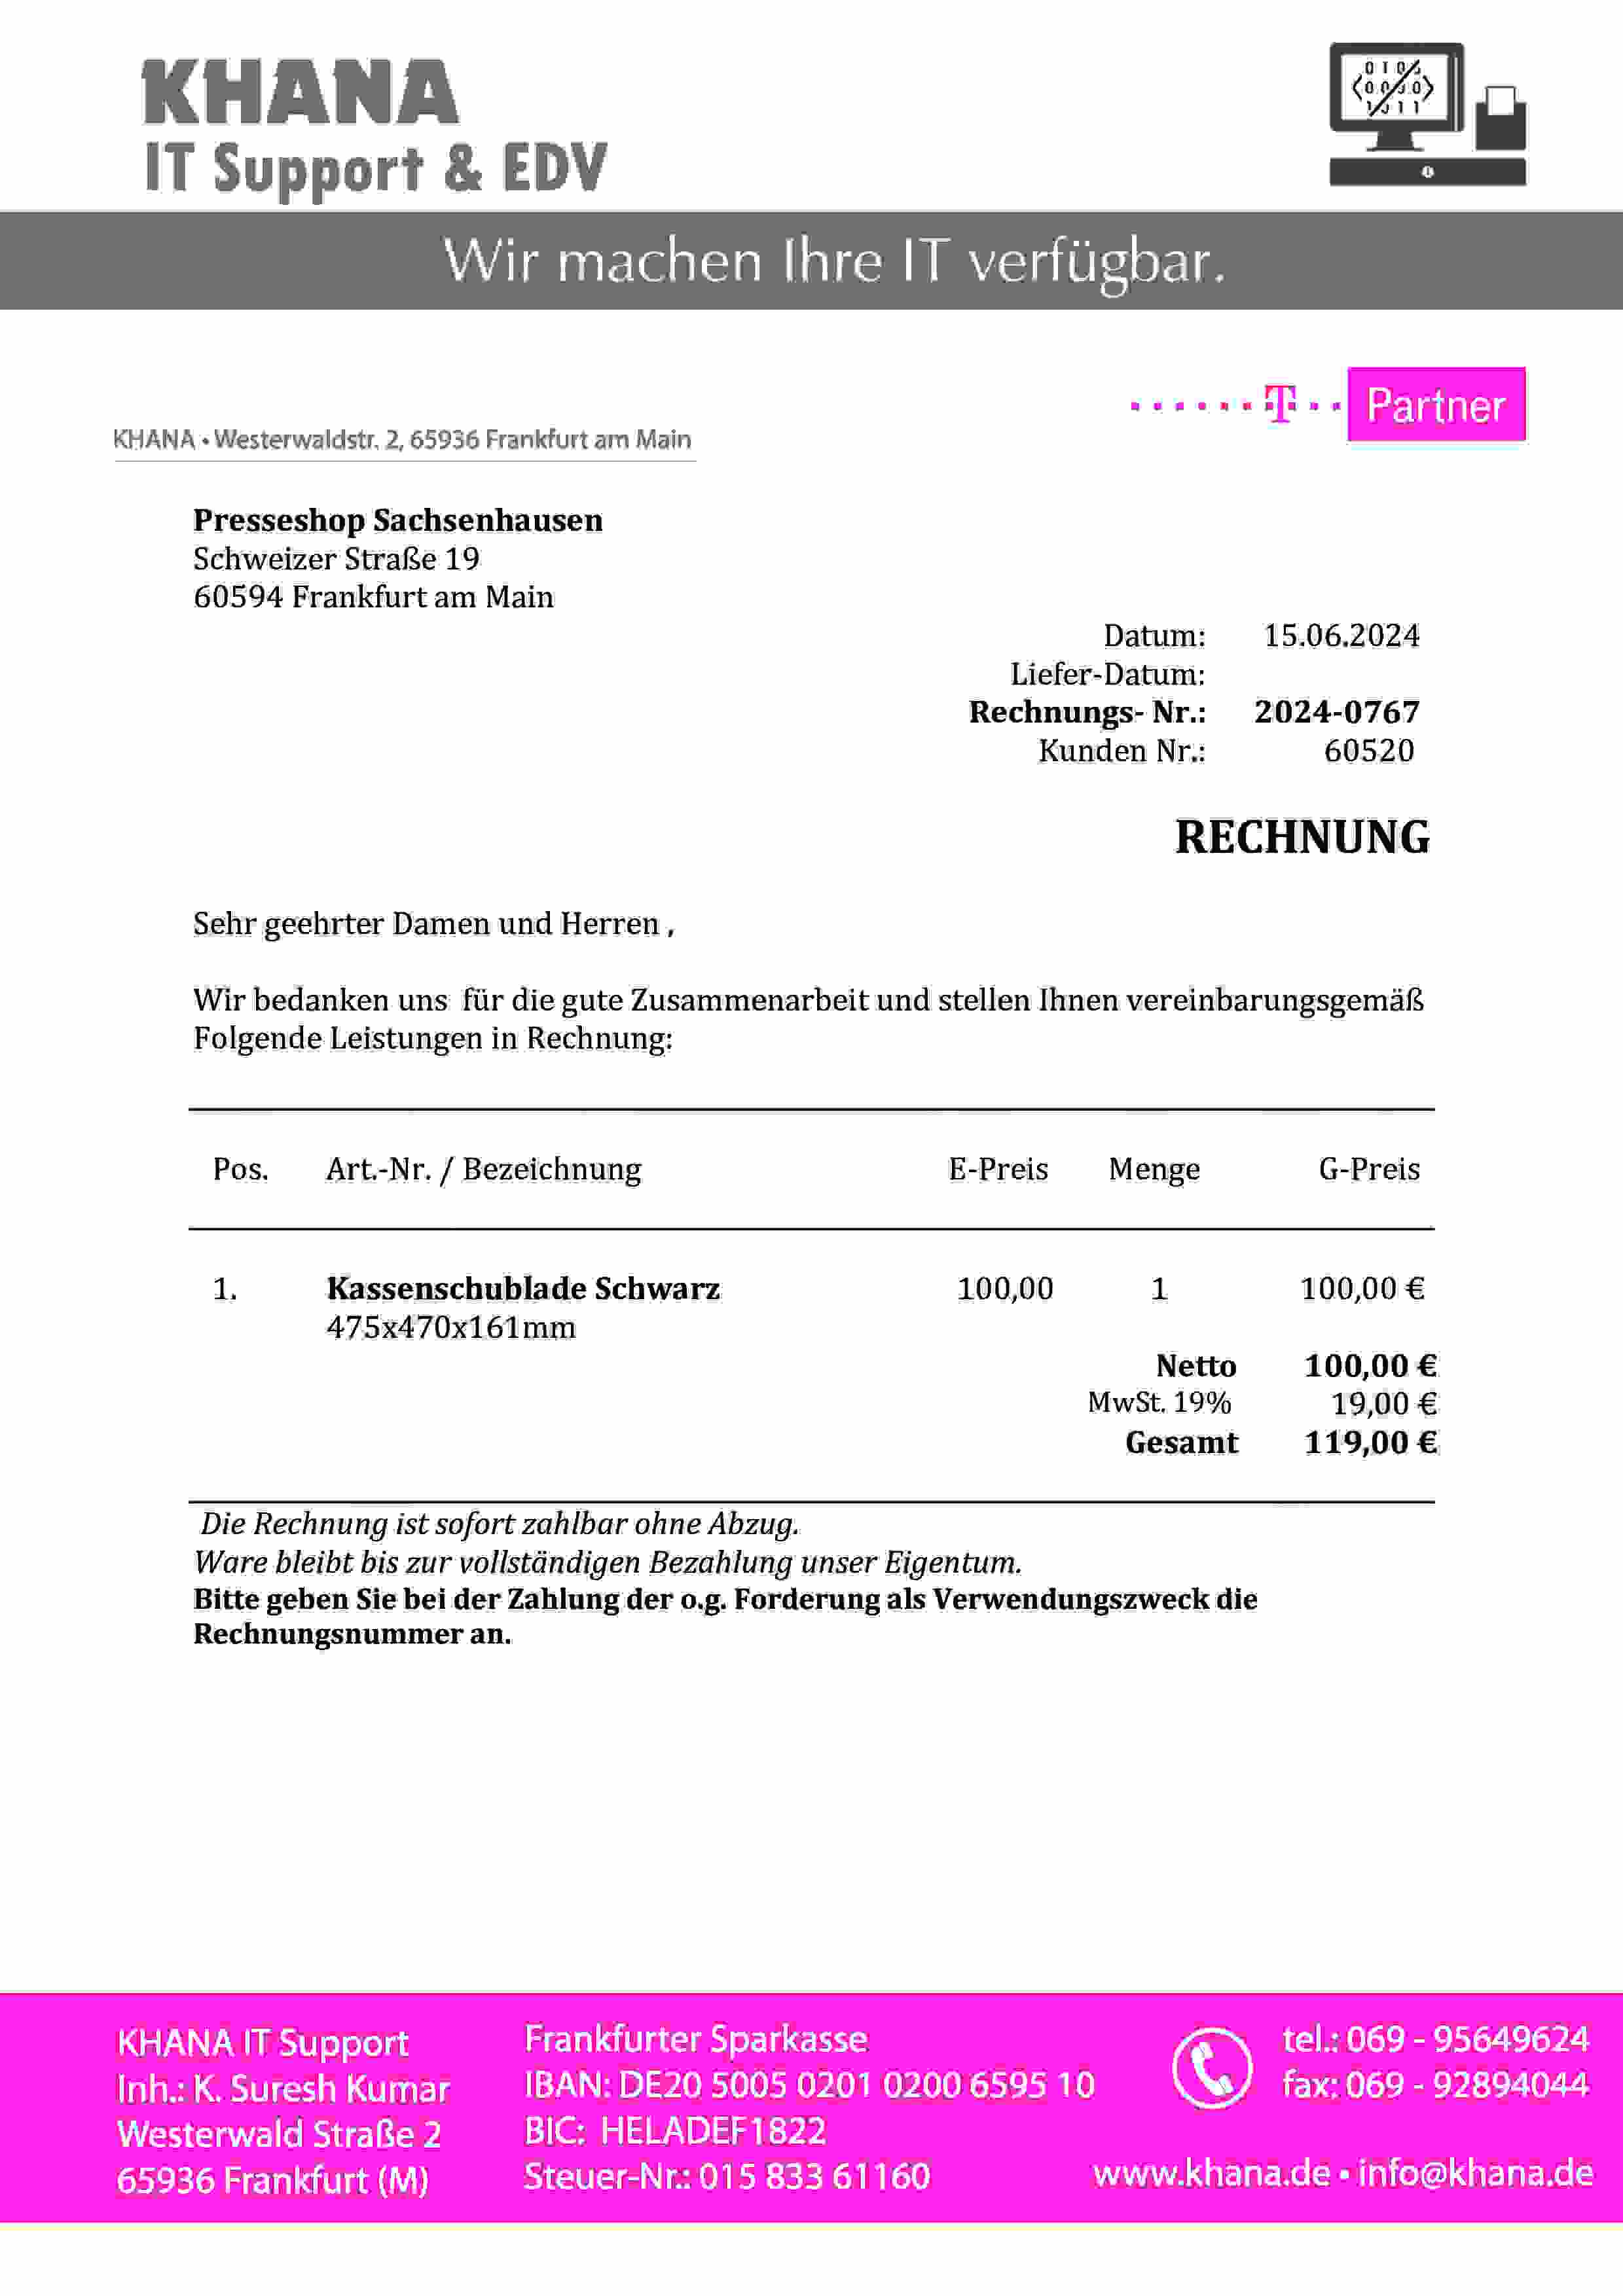 KHANA
IT Support & EDV
Wir machen Ihre IT verfügbar.
T Partner
KHANA • Westerwaldstr. 2, 65936 Frankfurt am Main
Presseshop Sachsenhausen
Schweizer Straße 19
60594 Frankfurt am Main
Datum: 15.06.2024
Liefer-Datum:
Rechnungs- Nr.: 2024-0767
Kunden Nr.: 60520
RECHNUNG
Sehr geehrter Damen und Herren ,
Wir bedanken uns für die gute Zusammenarbeit und stellen Ihnen vereinbarungsgemäß
Folgende Leistungen in Rechnung:
Pos. Art.-Nr. / Bezeichnung E-Preis Menge G-Preis
1. Kassenschublade Schwarz 100,00 1 100,00 €
475x470x161mm
Netto 100,00 €
MwSt. 19% 19,00 €
Gesamt 119,00 €
Die Rechnung ist sofort zahlbar ohne Abzug.
Ware bleibt bis zur vollständigen Bezahlung unser Eigentum.
Bitte geben Sie bei der Zahlung der o.g. Forderung als Verwendungszweck die
Rechnungsnummer an.
KHANA IT Support
Inh.: K. Suresh Kumar
Westerwald Straße 2
65936 Frankfurt (M)
Frankfurter Sparkasse
IBAN: DE20 5005 0201 0200 6595 10
BIC: HELADEF1822
Steuer-Nr.: 015 833 61160
tel.: 069 - 95649624
fax: 069 - 92894044
www.khana.de • info@khana.de